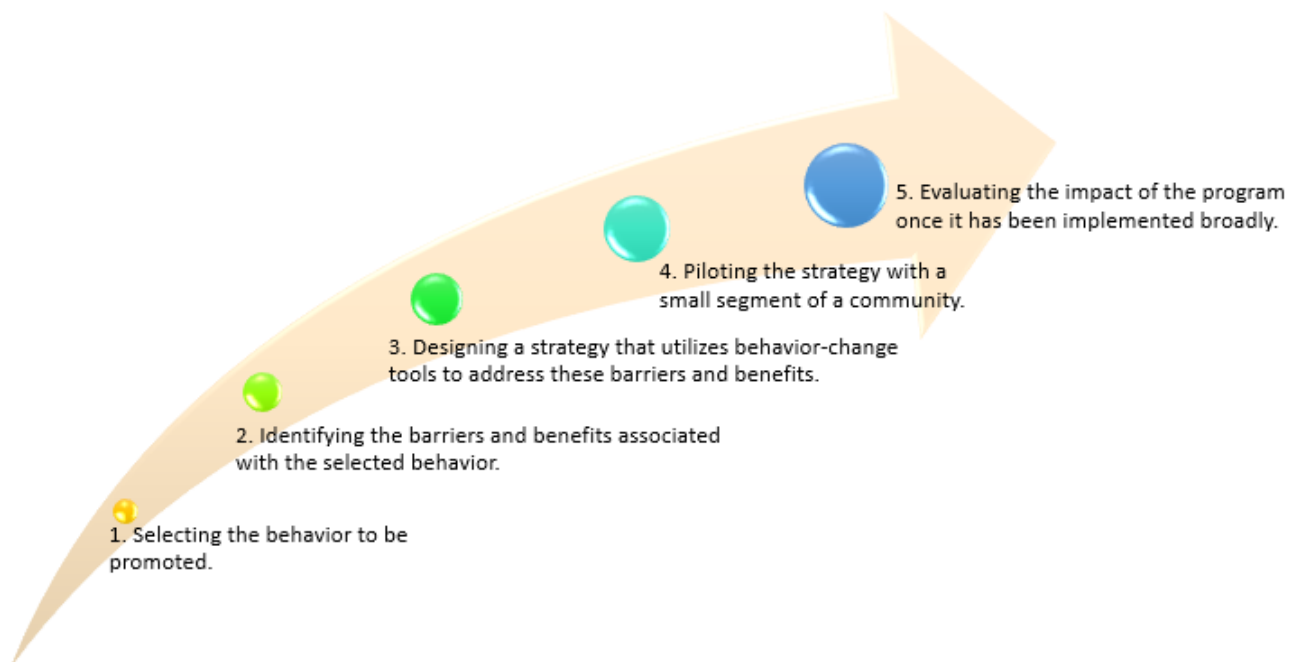 1. Selecting the behavior to be
promoted.
2. Identifying the barriers and benefits associated
with the selected behavior.
3. Designing a strategy that utilizes behavior-change
tools to address these barriers and benefits.
4. Piloting the strategy with a
small segment of a community.
5. Evaluating the impact of the program
once it has been implemented broadly.